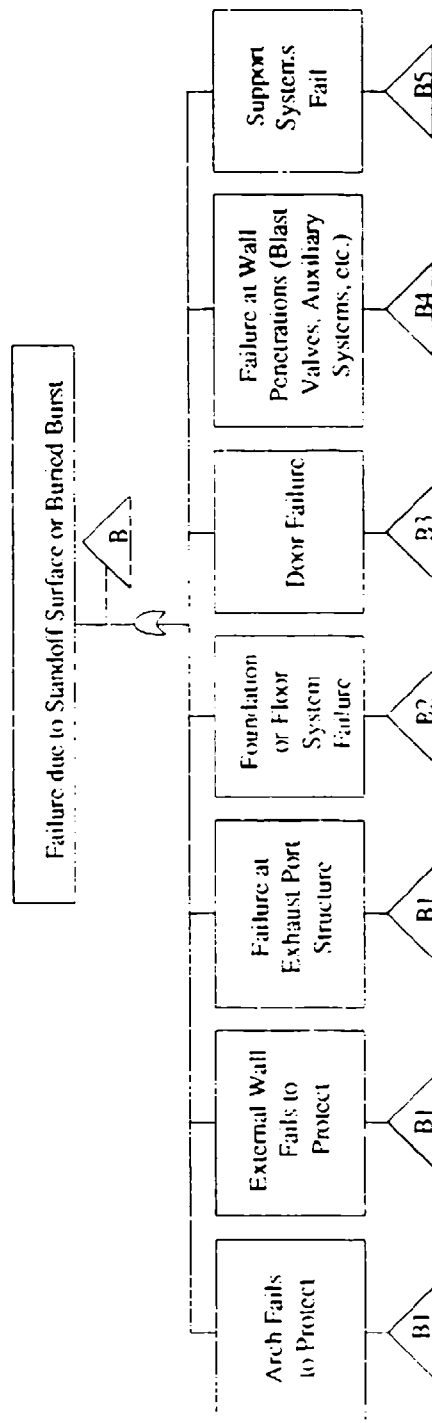 Failure due to Standoff Surface or Buried Burst
B
Arch Fails
to Protect
B1
External Wall
Fails to
Protect
B1
Failure at
Exhaust Port
Structure
B1
Foundation
or Floor
System
Failure
B2
Door Failure
B3
Failure at Wall
Penetrations (Blast
Valves, Auxiliary
Systems, etc.)
B4
Support
Systems
Fail
B5